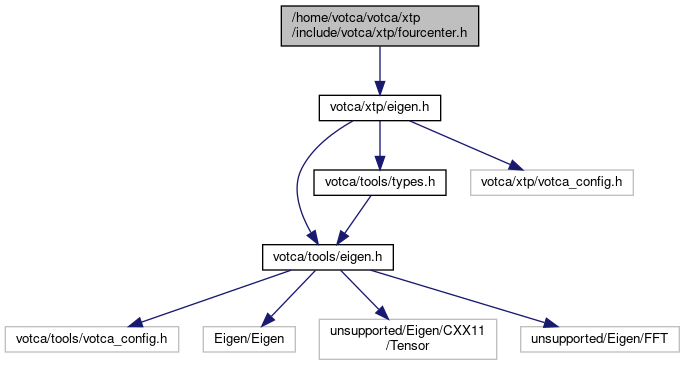 /home/votca/votca/xtp
/include/votca/xtp/fourcenter.h
votca/xtp/eigen.h
votca/tools/types.h
votca/xtp/votca_config.h
votca/tools/eigen.h
votca/tools/votca_config.h
Eigen/Eigen
unsupported/Eigen/CXX11
/Tensor
unsupported/Eigen/FFT